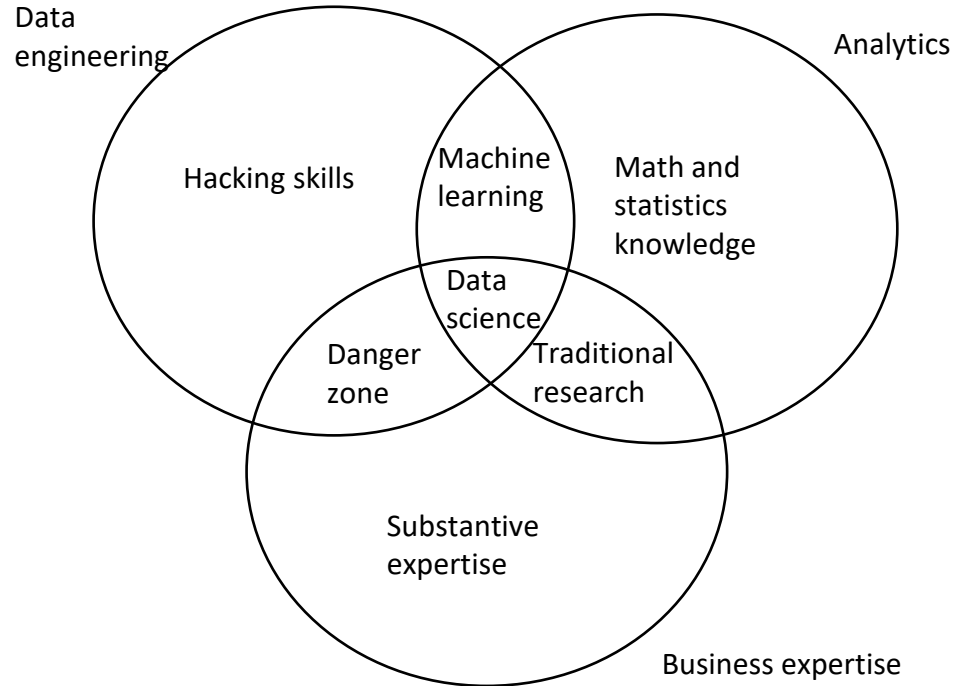 Data
engineering
Analytics
Hacking skills
Machine
learning
Math and
statistics
knowledge
Data
science
Danger
zone
Traditional
research
Substantive
expertise
Business expertise